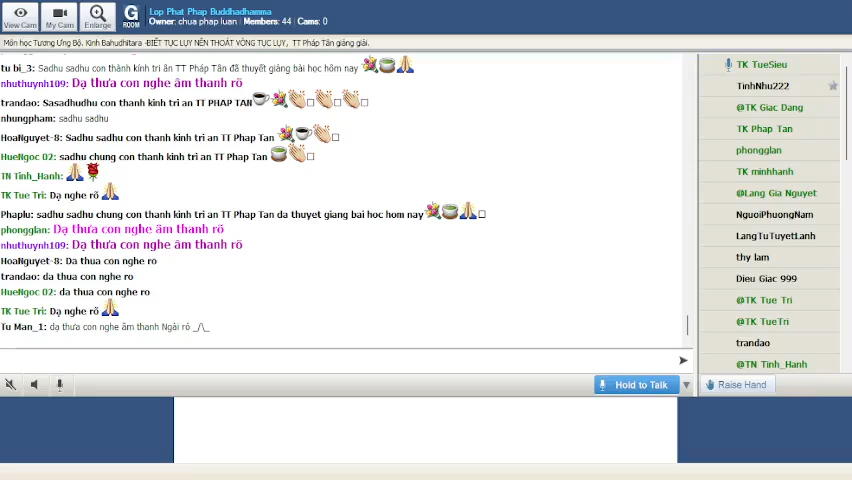 View Cam
My Cam
Enlarge
G
ROOM
Lop Phat Phap Buddhadhamma
Owner: chua phap luan | Members: 44 | Cams: 0
Môn học Tương Ưng Bộ. Kinh Bahudhitara -BIẾT TỤC LỤY NÊN THOÁT VÒNG TỤC LỤY, TT Pháp Tân giảng giải.
tu bi_3: Sadhu sadhu con thành kính tri ân TT Pháp Tân đã thuyết giảng bài học hôm nay
nhuthuynh109: Dạ thưa con nghe âm thanh rõ
trandao: Sasadhudhu con thanh kinh tri an TT PHAP TAN
nhungpham: sadhu sadhu
HoaNguyet-8: Sadhu sadhu con thanh kinh tri an TT Phap Tan
HueNgoc 02: sadhu chung con thanh kinh tri an TT Phap Tan
TN Tinh_Hanh:
TK Tue Tri: Dạ nghe rõ
Phaplu: sadhu sadhu chung con thanh kinh tri an TT Phap Tan da thuyet giang bai hoc hom nay
phongglan: Dạ thưa con nghe âm thanh rõ
nhuthuynh109: Dạ thưa con nghe âm thanh rõ
HoaNguyet-8: Da thua con nghe ro
trandao: da thua con nghe ro
HueNgoc 02: da thua con nghe ro
TK Tue Tri: Dạ nghe rõ
Tu Man_1: dạ thưa con nghe âm thanh Ngài rõ _/\_
Hold to Talk
TK TueSieu
TinhNhu222
@TK Giac Dang
TK Phap Tan
phongglan
TK minhhanh
@Lang Gia Nguyet
NguoiPhuongNam
LangTuTuyetLanh
thy lam
Dieu Giac 999
@TK Tue Tri
@TK TueTri
trandao
@TN Tinh_Hanh
Raise Hand